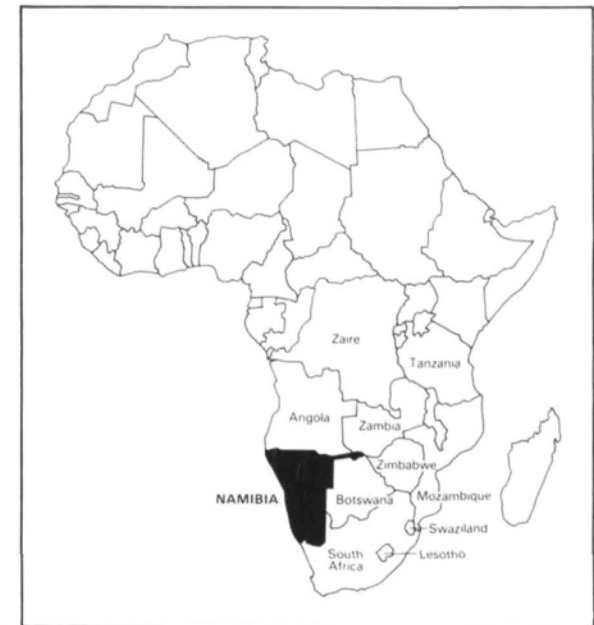 Zaire
Tanzania
Angola
Zambia
Zimbabwe
NAMIBIA
Botswana
Mozambique
Swaziland
South
Africa
Lesotho